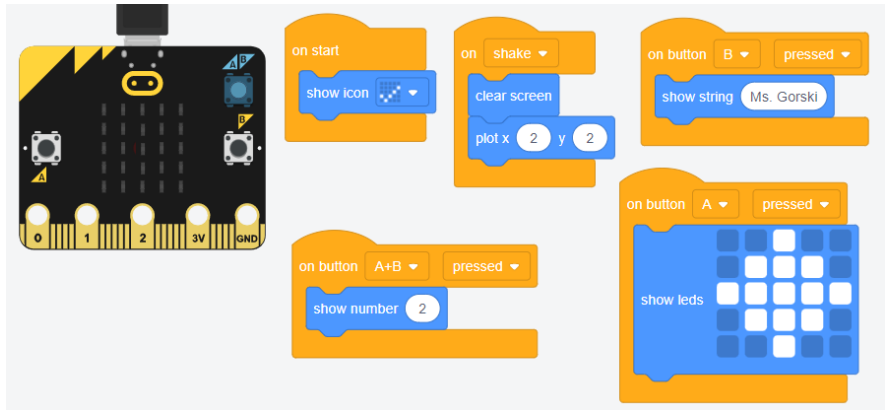 A B
B
A
0 1 2 3V GND
on start
show icon
on shake
clear screen
plot x 2 y 2
on button B pressed
show string Ms. Gorski
on button A+B pressed
show number 2
on button A pressed
show leds